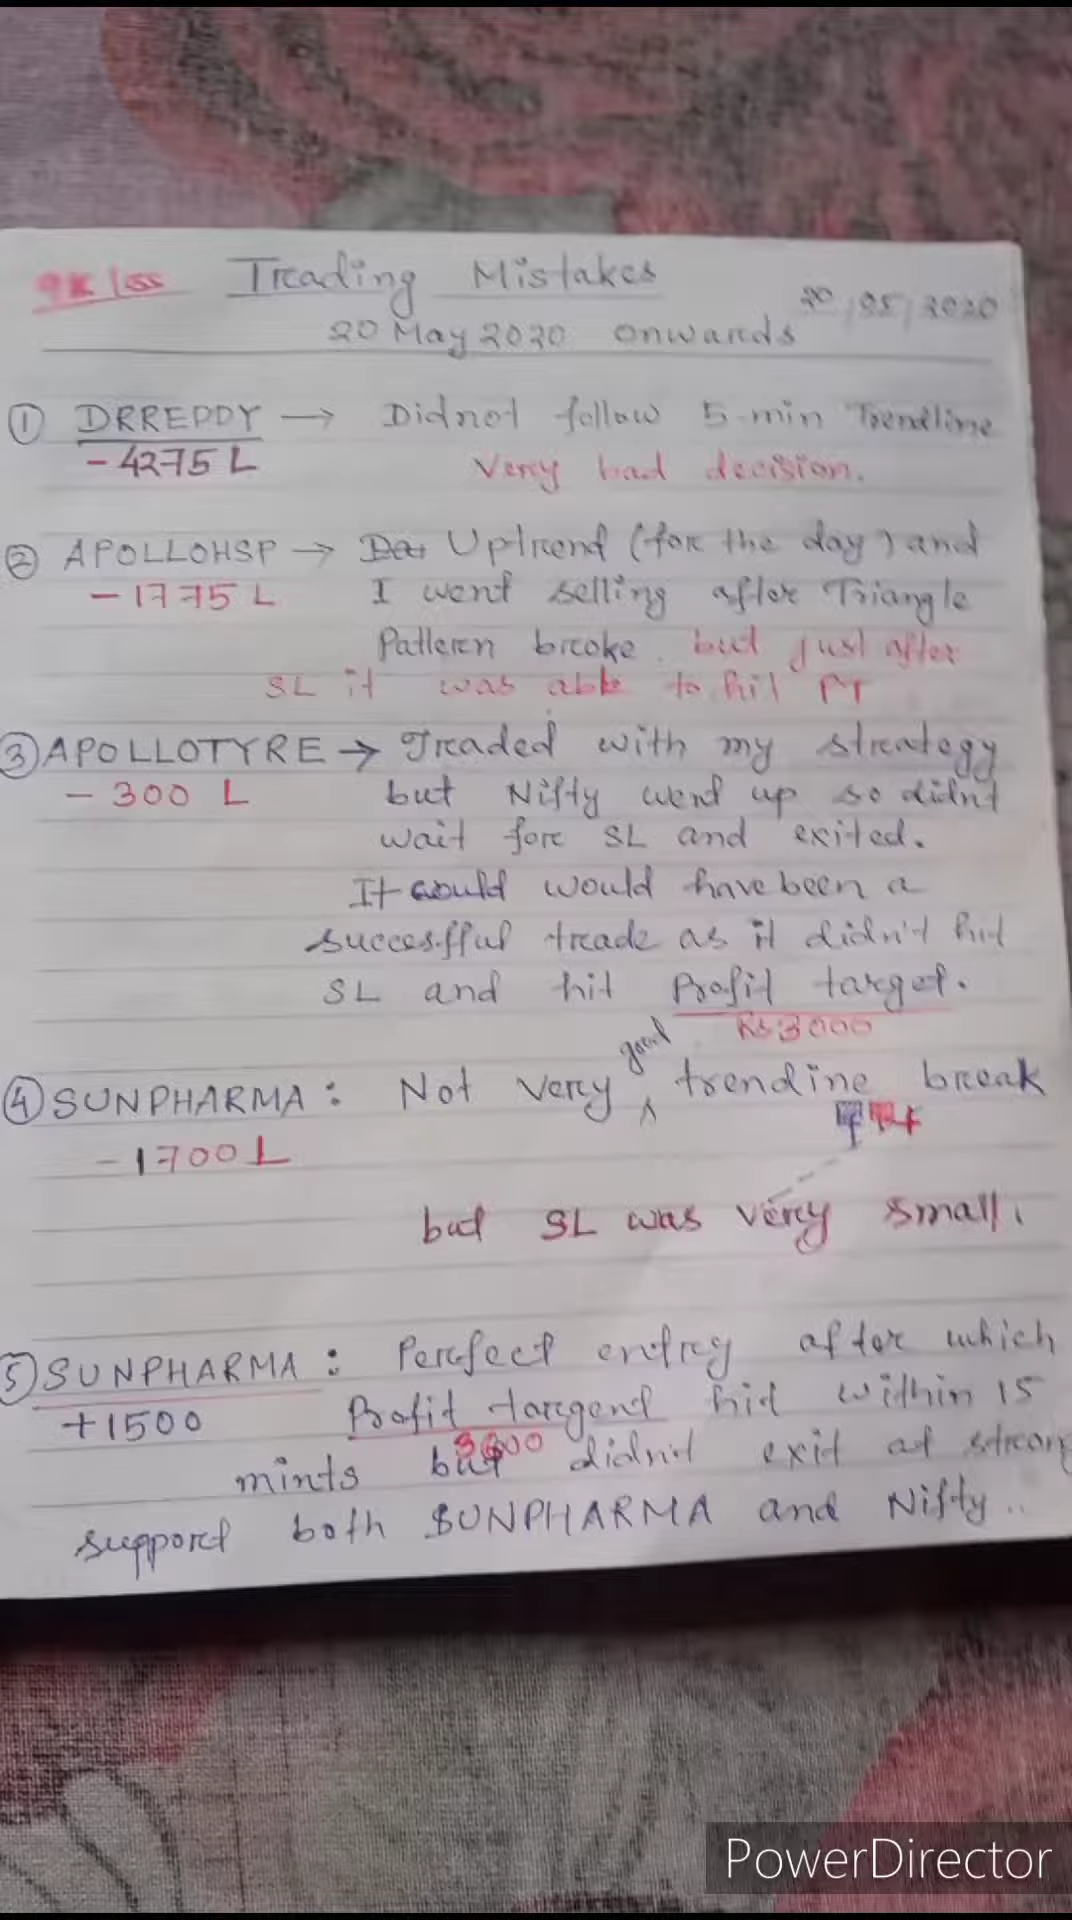 9K loss Trading Mistakes
20/05/2020
20 May 2020 onwards
① DRREDDY → Didnot follow 5-min Trendline
- 4275 L Very bad decision.
② APOLLOHSP → Uptrend (for the day) and
- 1775 L I went selling after Triangle
Pattern broke. but just after
SL it was able to hit PT
③ APOLLOTYRE → Traded with my strategy
- 300 L but Nifty went up so didn't
wait for SL and exited.
It would would have been a
successfful trade as it didn't hit
SL and hit Profit target.
Rs 3000
④ SUNPHARMA : Not very good trendine break
- 1700 L
but SL was very small.
⑤ SUNPHARMA : Perfect entry after which
+1500 Profit targent hit within 15
3000
mints but didn't exit at strong
support both SUNPHARMA and Nifty..
PowerDirector